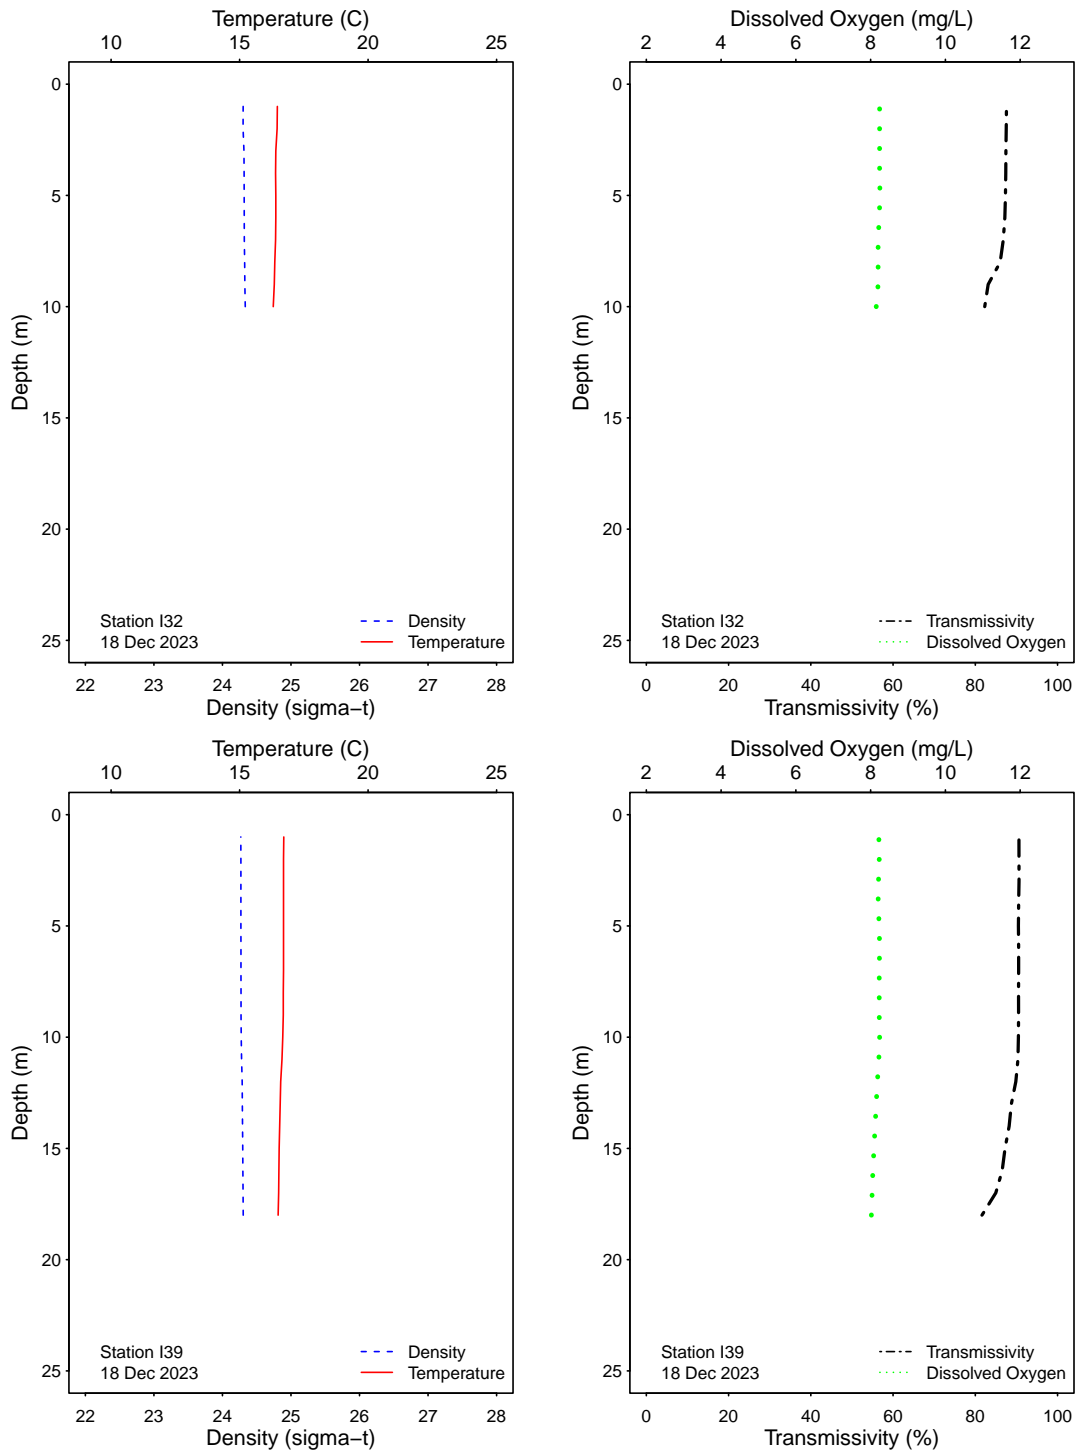 Temperature (C)
10 15 20 25
0
5
10
15
20
25
Depth (m)
Station I32
18 Dec 2023
Density
Temperature
22 23 24 25 26 27 28
Density (sigma−t)
Dissolved Oxygen (mg/L)
2 4 6 8 10 12
0
5
10
15
20
25
Depth (m)
Station I32
18 Dec 2023
Transmissivity
Dissolved Oxygen
0 20 40 60 80 100
Transmissivity (%)
Temperature (C)
10 15 20 25
0
5
10
15
20
25
Depth (m)
Station I39
18 Dec 2023
Density
Temperature
22 23 24 25 26 27 28
Density (sigma−t)
Dissolved Oxygen (mg/L)
2 4 6 8 10 12
0
5
10
15
20
25
Depth (m)
Station I39
18 Dec 2023
Transmissivity
Dissolved Oxygen
0 20 40 60 80 100
Transmissivity (%)